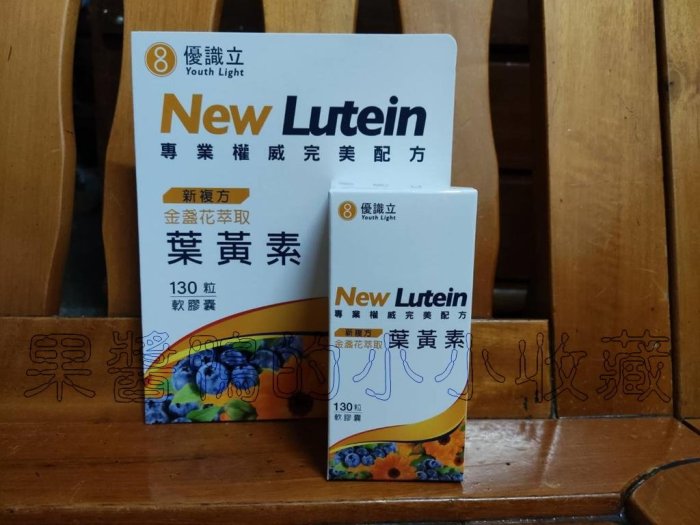 優識立
Youth Light
New Lutein
專業權威完美配方
新複方
金盞花萃取
葉黃素
130粒
軟膠囊
優識立
Youth Light
New Lutein
專業權威完美配方
新複方
金盞花萃取
葉黃素
130粒
軟膠囊
果醬鴨的小小收藏